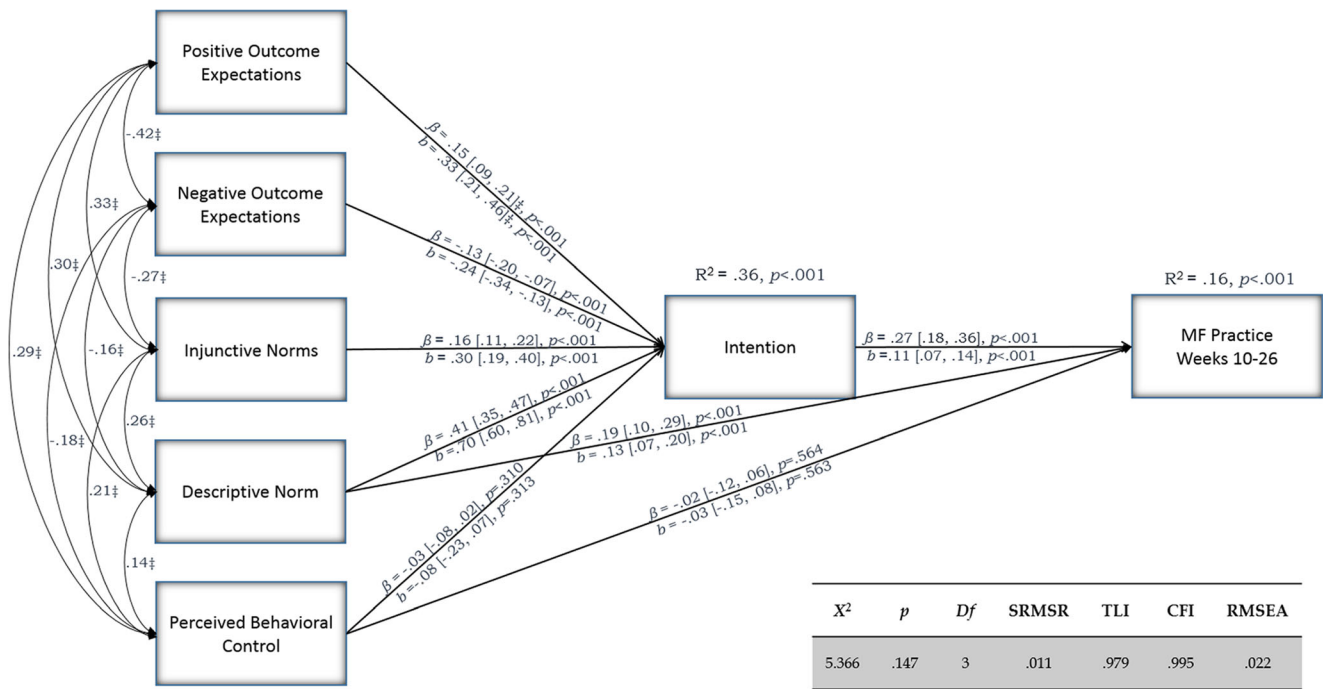 Positive Outcome
Expectations
-.42‡
Negative Outcome
Expectations
.33‡
.30‡
-.27‡
Injunctive Norms
.29‡
-.16‡
.26‡
-.18‡
Descriptive Norm
.21‡
.14‡
Perceived Behavioral
Control
β = .15 [.09, .21]‡, p<.001
b = .33 [.21, .46]‡, p<.001
β = -.13 [-.20, -.07], p<.001
b = -.24 [-.34, -.13], p<.001
β = .16 [.11, .22], p<.001
b = .30 [.19, .40], p<.001
β = .41 [.35, .47], p<.001
b =.70 [.60, .81], p<.001
β = -.03 [-.08, .02], p=.310
b =-.08 [-.23, .07], p=.313
R² = .36, p<.001
Intention
β = .27 [.18, .36], p<.001
b =.11 [.07, .14], p<.001
β = .19 [.10, .29], p<.001
b = .13 [.07, .20], p<.001
β = -.02 [-.12, .06], p=.564
b = -.03 [-.15, .08], p=.563
R² = .16, p<.001
MF Practice
Weeks 10-26
X² p Df SRMSR TLI CFI RMSEA
5.366 .147 3 .011 .979 .995 .022